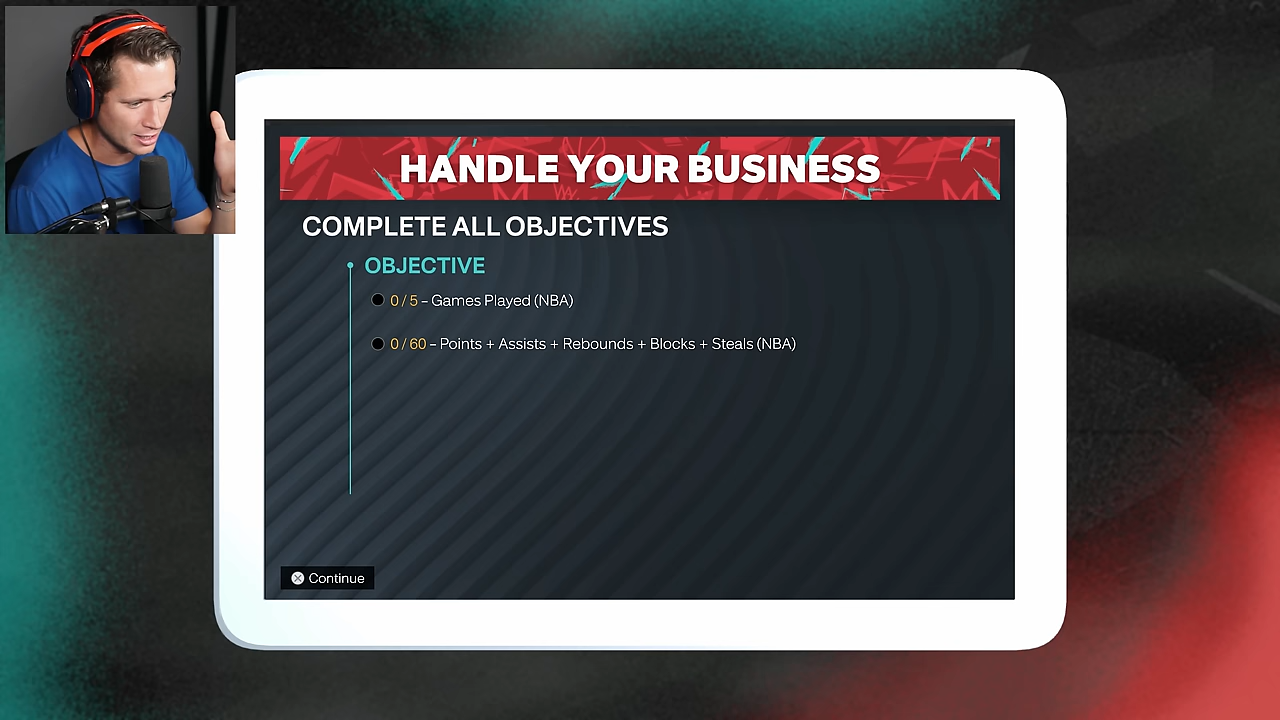 HANDLE YOUR BUSINESS
COMPLETE ALL OBJECTIVES
OBJECTIVE
0 / 5 – Games Played (NBA)
0 / 60 – Points + Assists + Rebounds + Blocks + Steals (NBA)
Continue